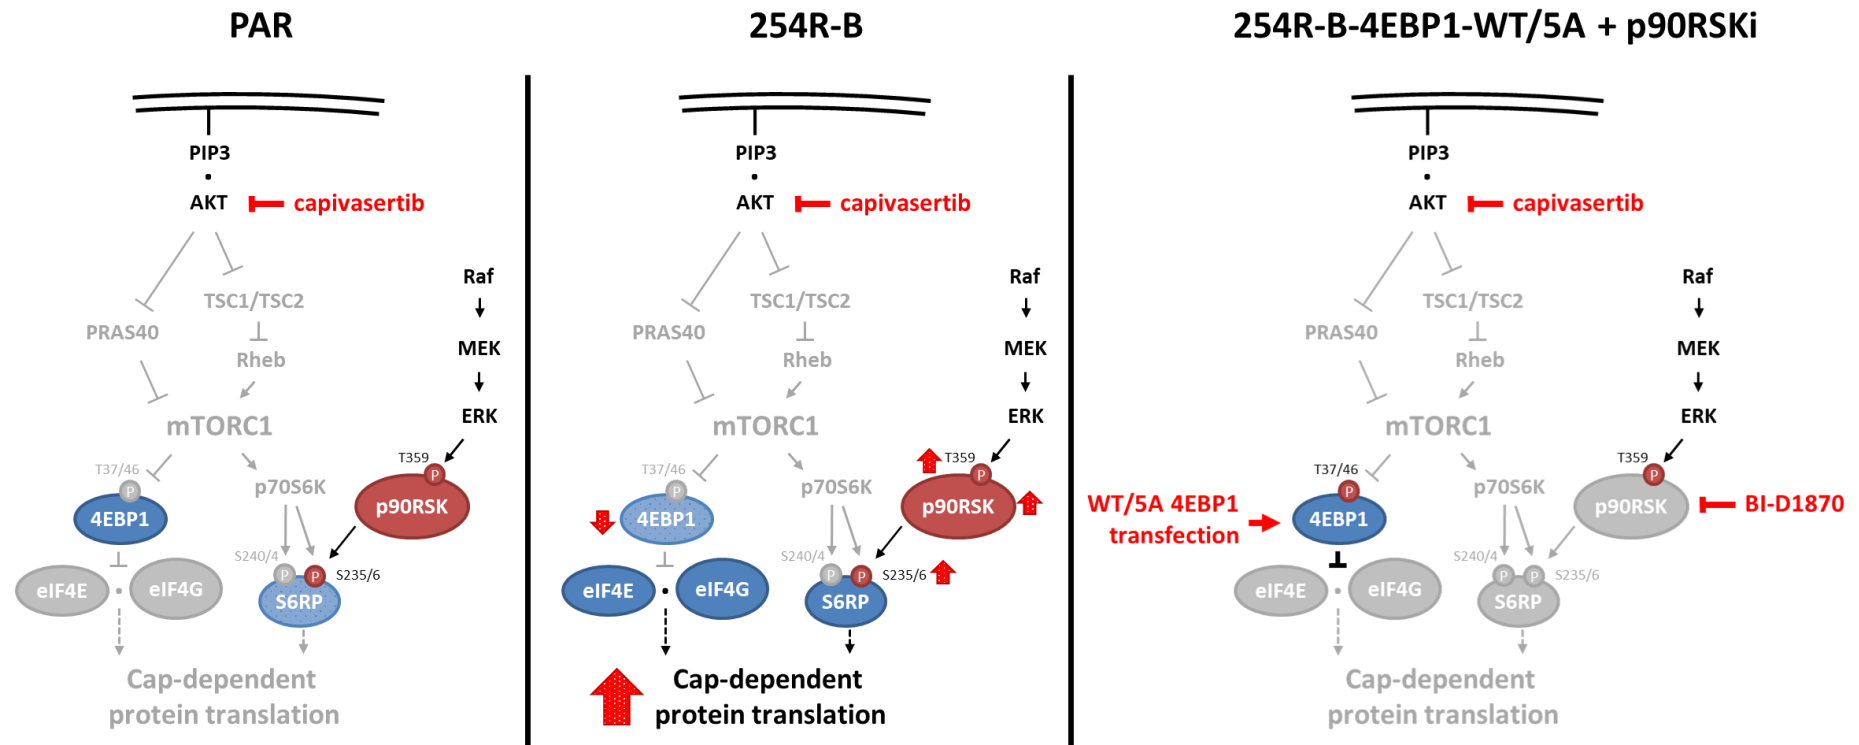 PAR
PIP3
AKT
capivasertib
Raf
TSC1/TSC2
PRAS40
MEK
Rheb
ERK
mTORC1
T359
T37/46
P
p70S6K
P
4EBP1
p90RSK
S240/4
P
P
S235/6
eIF4E
eIF4G
S6RP
Cap-dependent
protein translation
254R-B
PIP3
AKT
capivasertib
Raf
TSC1/TSC2
PRAS40
MEK
Rheb
ERK
mTORC1
T359
T37/46
P
p70S6K
P
4EBP1
p90RSK
S240/4
P
P
S235/6
eIF4E
eIF4G
S6RP
Cap-dependent
protein translation
254R-B-4EBP1-WT/5A + p90RSKi
PIP3
AKT
capivasertib
Raf
TSC1/TSC2
PRAS40
MEK
Rheb
ERK
mTORC1
T359
T37/46
P
p70S6K
P
WT/5A 4EBP1
transfection
4EBP1
p90RSK
BI-D1870
S240/4
P
P
S235/6
eIF4E
eIF4G
S6RP
Cap-dependent
protein translation